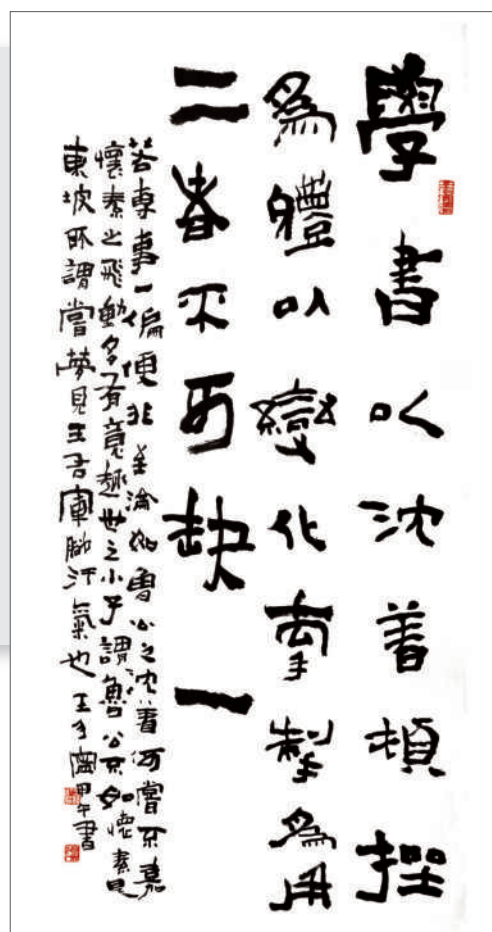 學書以沈著頓挫
為體以變化牽掣為用
二者不可缺一
若專事一偏便非至論如魯公之沈著何嘗不嘉
懷素之飛動多有意趣世之小子謂魯公不如懷素是
東坡所謂嘗夢見王右軍腳汗氣也 王 甲午書